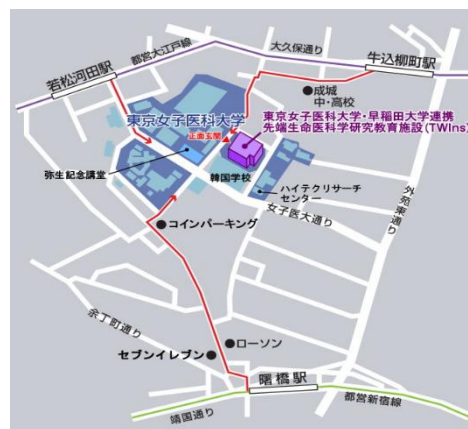 若松河田駅
都営大江戸線
大久保通り
牛込柳町駅
成城
中・高校
東京女子医科大学
正面玄関
東京女子医科大学・早稲田大学連携
先端生命医科学研究教育施設(TWIns)
弥生記念講堂
韓国学校
ハイテクリサーチ
センター
外苑東通り
女子医大通り
コインパーキング
余丁町通り
ローソン
セブンイレブン
曙橋駅
靖国通り
都営新宿線